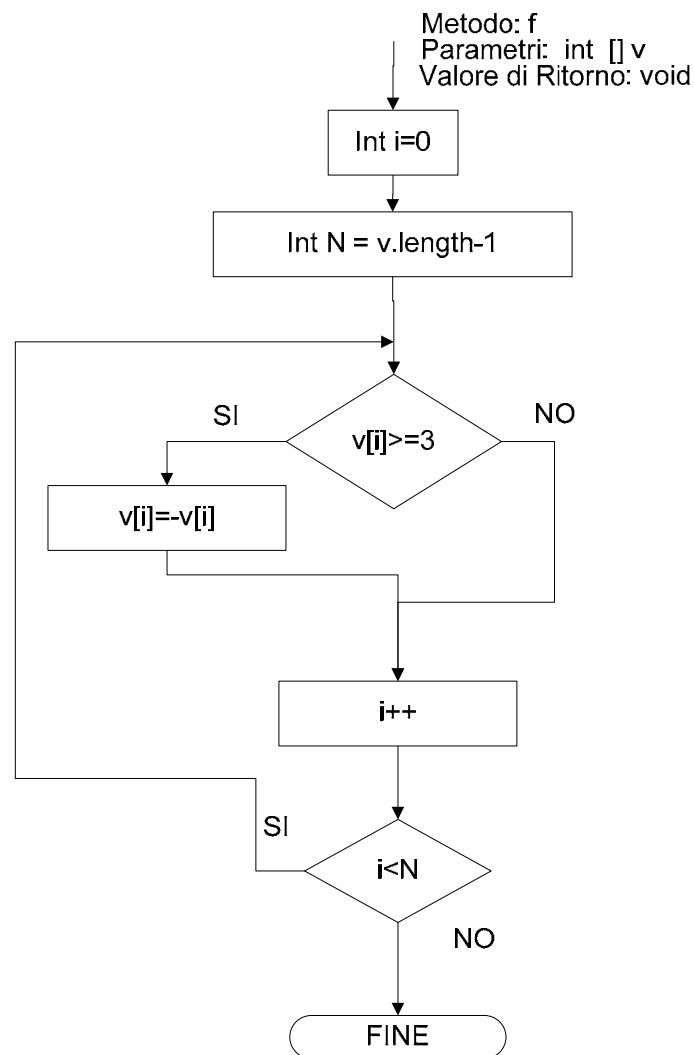 Metodo: f
Parametri: int [] v
Valore di Ritorno: void
Int i=0
Int N = v.length-1
SI
NO
v[i]>=3
v[i]=-v[i]
i++
SI
i<N
NO
FINE